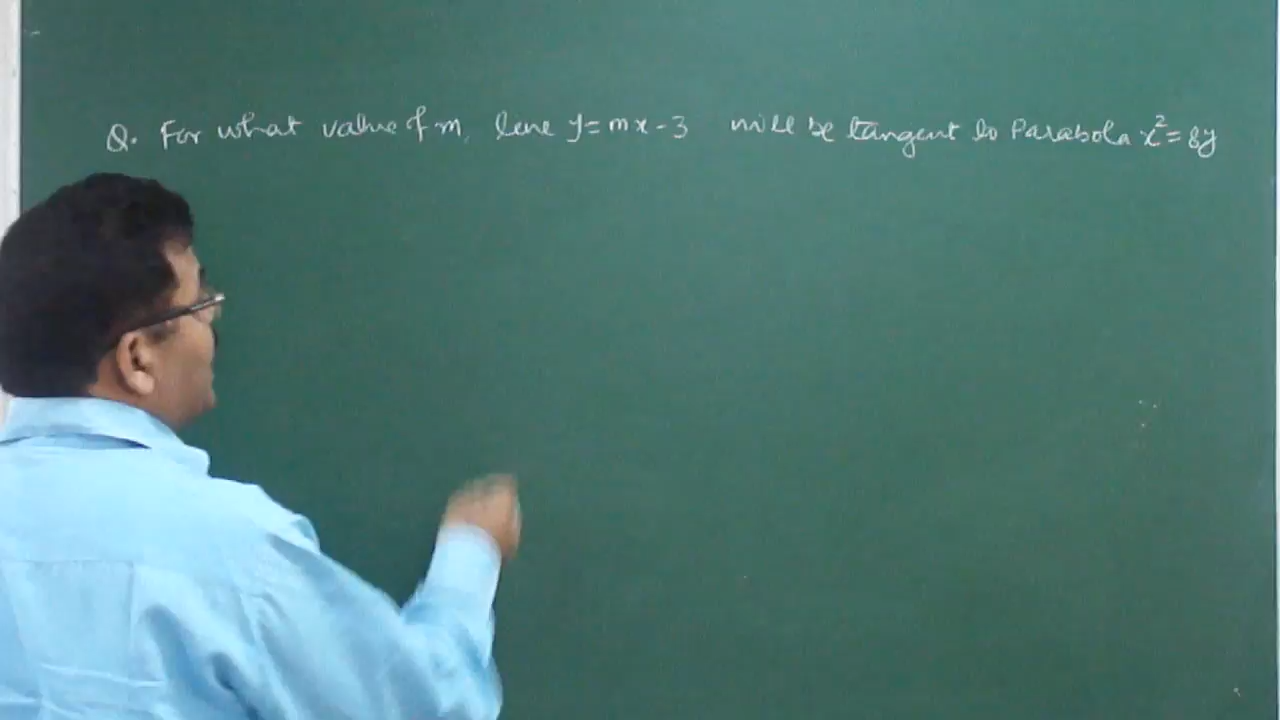 Q. For what value of m, line y = mx - 3 will be tangent to Parabola x² = 8y